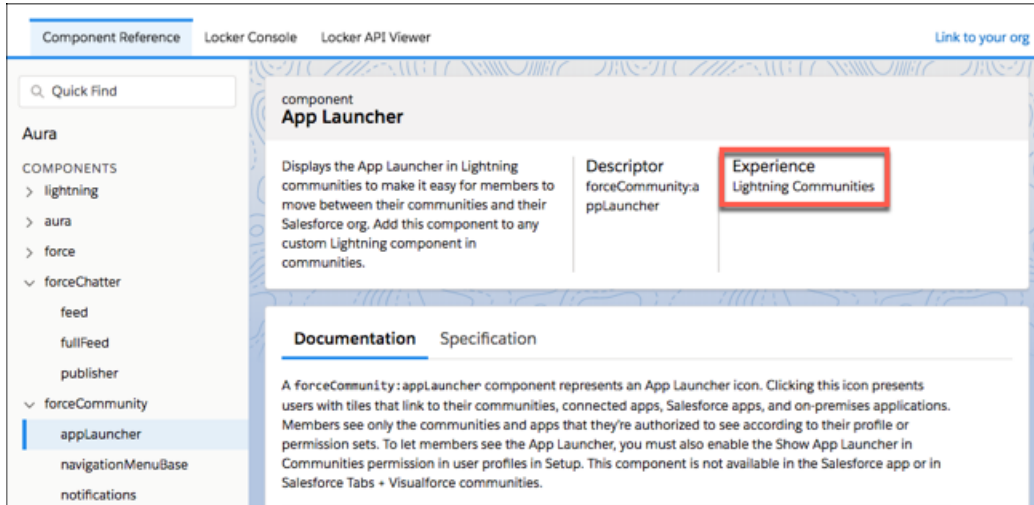 Component Reference
Locker Console
Locker API Viewer
Link to your org
Quick Find
Aura
COMPONENTS
lightning
aura
force
forceChatter
feed
fullFeed
publisher
forceCommunity
appLauncher
navigationMenuBase
notifications
component
App Launcher
Displays the App Launcher in Lightning
communities to make it easy for members to
move between their communities and their
Salesforce org. Add this component to any
custom Lightning component in
communities.
Descriptor
forceCommunity:a
ppLauncher
Experience
Lightning Communities
Documentation
Specification
A forceCommunity:appLauncher component represents an App Launcher icon. Clicking this icon presents
users with tiles that link to their communities, connected apps, Salesforce apps, and on-premises applications.
Members see only the communities and apps that they're authorized to see according to their profile or
permission sets. To let members see the App Launcher, you must also enable the Show App Launcher in
Communities permission in user profiles in Setup. This component is not available in the Salesforce app or in
Salesforce Tabs + Visualforce communities.